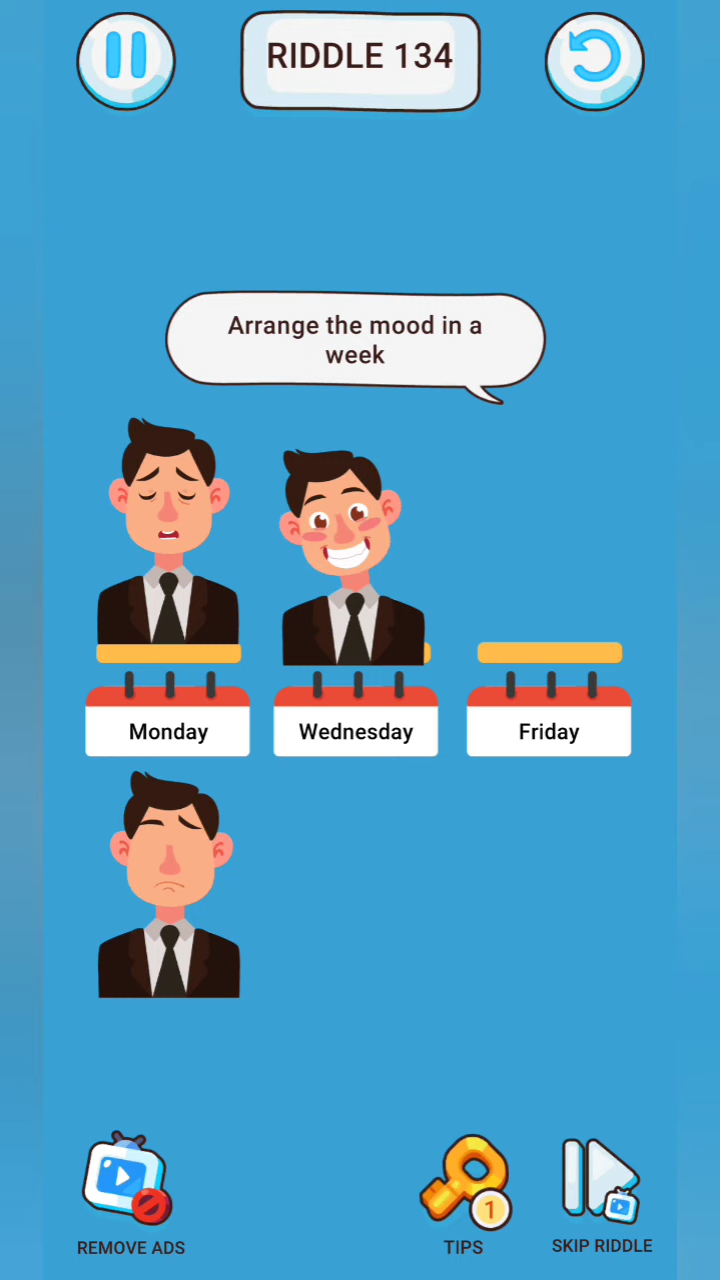 RIDDLE 134
Arrange the mood in a
week
Monday
Wednesday
Friday
1
REMOVE ADS
TIPS
SKIP RIDDLE